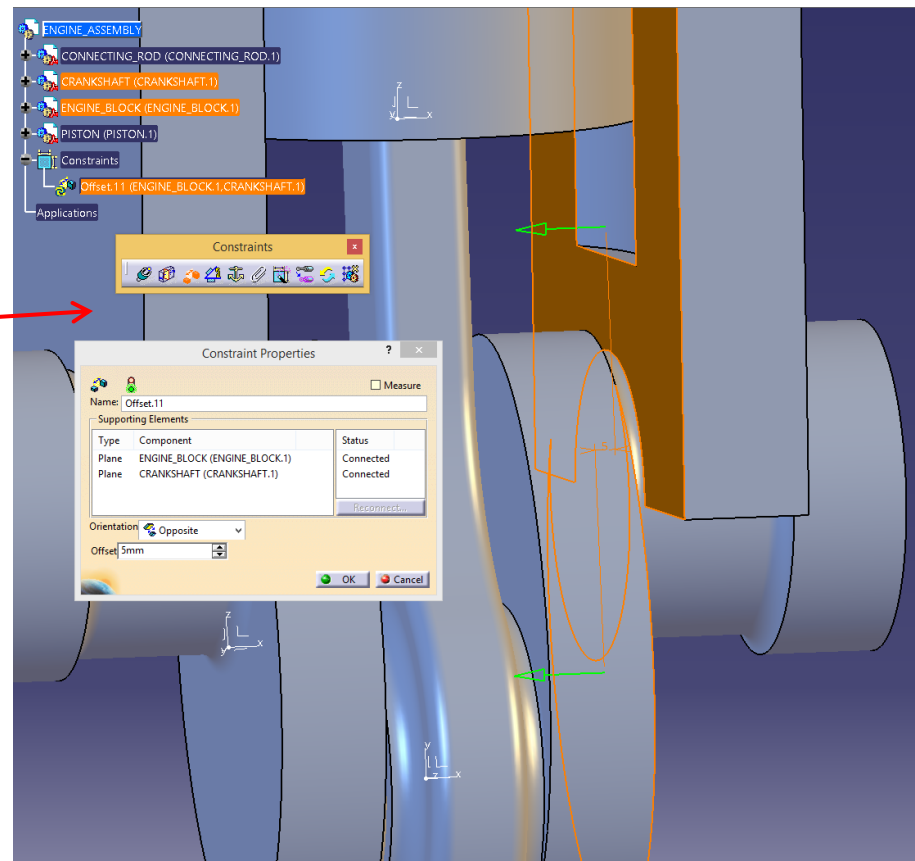 ENGINE_ASSEMBLY
CONNECTING_ROD (CONNECTING_ROD.1)
CRANKSHAFT (CRANKSHAFT.1)
ENGINE_BLOCK (ENGINE_BLOCK.1)
PISTON (PISTON.1)
Constraints
Offset.11 (ENGINE_BLOCK.1,CRANKSHAFT.1)
Applications
z
y x
Constraints x
Constraint Properties ? ×
Measure
Name: Offset.11
Supporting Elements
Type Component Status
Plane ENGINE_BLOCK (ENGINE_BLOCK.1) Connected
Plane CRANKSHAFT (CRANKSHAFT.1) Connected
Reconnect...
Orientation Opposite
Offset 5mm
OK Cancel
5
z
y x
y
z x